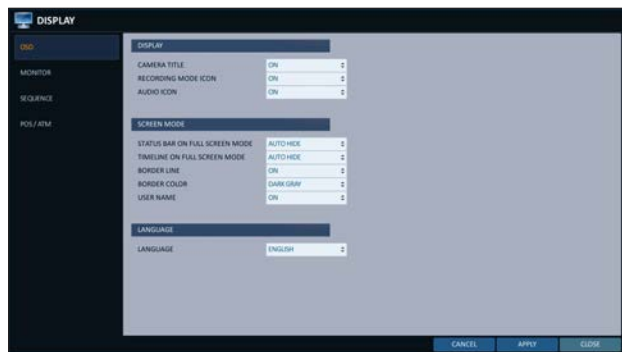 DISPLAY
OSD
MONITOR
SEQUENCE
POS / ATM
DISPLAY
CAMERA TITLE ON
RECORDING MODE ICON ON
AUDIO ICON ON
SCREEN MODE
STATUS BAR ON FULL SCREEN MODE AUTO HIDE
TIMELINE ON FULL SCREEN MODE AUTO HIDE
BORDER LINE ON
BORDER COLOR DARK GRAY
USER NAME ON
LANGUAGE
LANGUAGE ENGLISH
CANCEL APPLY CLOSE